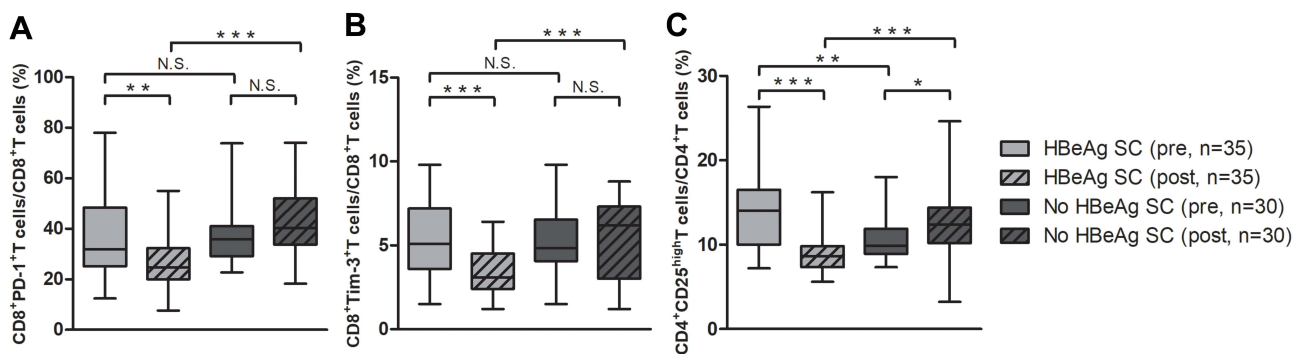 A
CD8⁺PD-1⁺T cells/CD8⁺T cells (%)
100
80
60
40
20
0
* * *
N.S.
* *
N.S.
B
CD8⁺Tim-3⁺T cells/CD8⁺T cells (%)
15
10
5
0
* * *
N.S.
* * *
N.S.
C
CD4⁺CD25ʰⁱᵍʰT cells/CD4⁺T cells (%)
30
20
10
0
* * *
* *
* * *
*
HBeAg SC (pre, n=35)
HBeAg SC (post, n=35)
No HBeAg SC (pre, n=30)
No HBeAg SC (post, n=30)